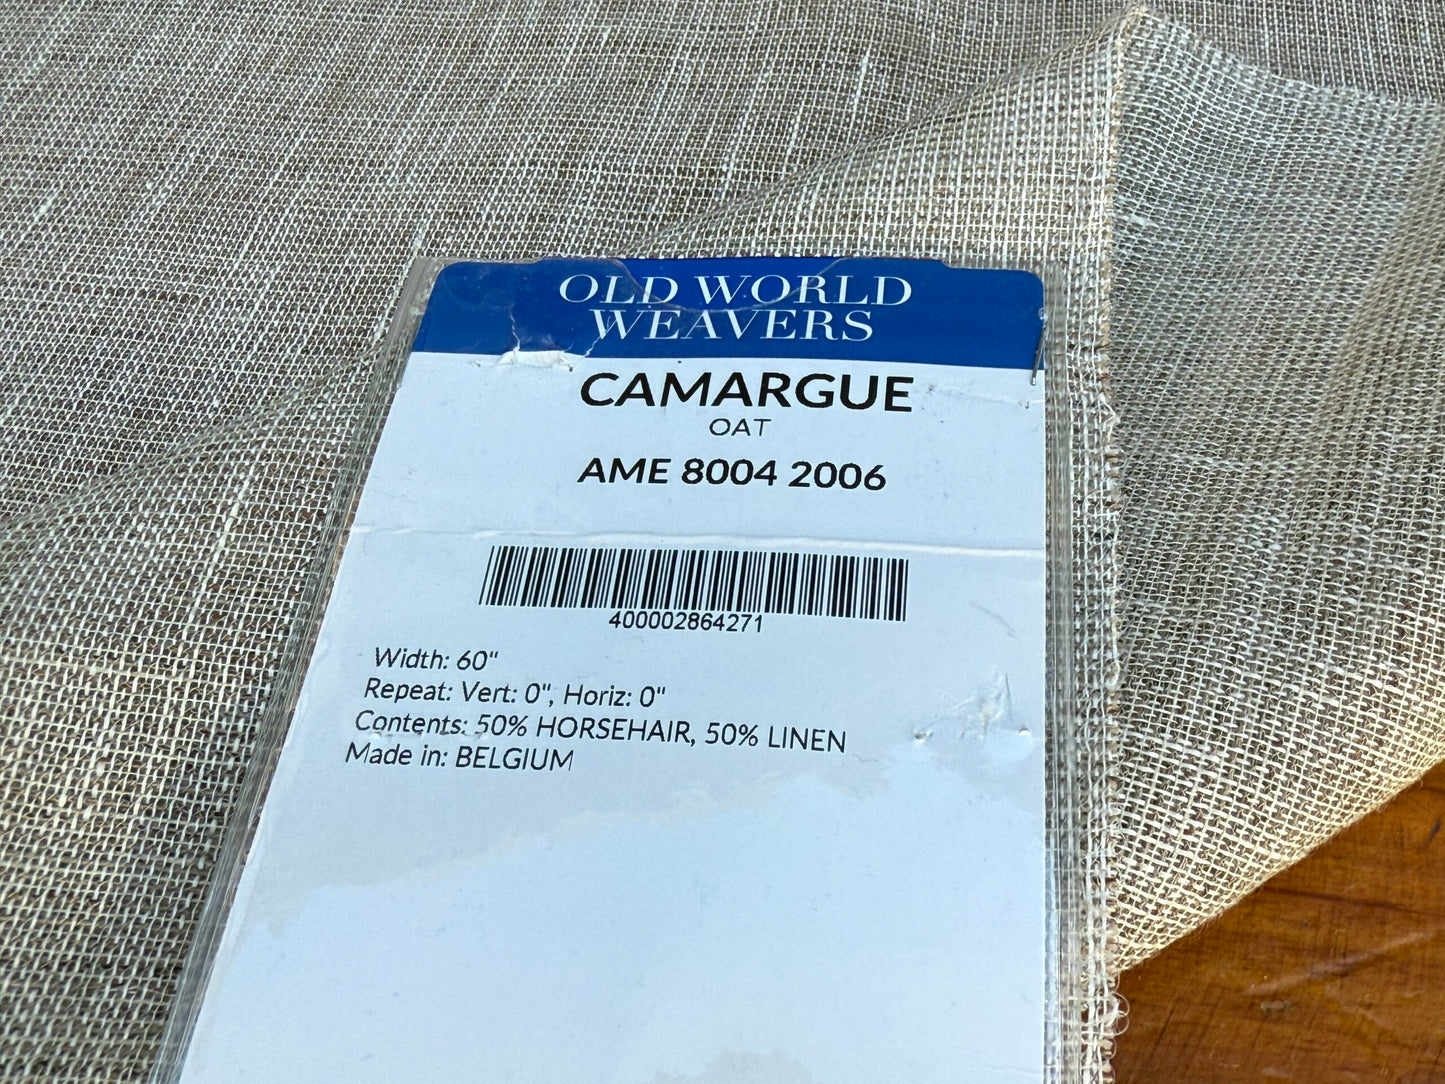 OLD WORLD
WEAVERS
CAMARGUE
OAT
AME 8004 2006
400002864271
Width: 60"
Repeat: Vert: 0", Horiz: 0"
Contents: 50% HORSEHAIR, 50% LINEN
Made in: BELGIUM